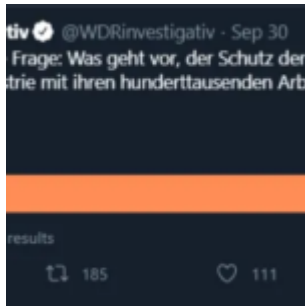 tiv @WDRinvestigativ · Sep 30
Frage: Was geht vor, der Schutz der
strie mit ihren hunderttausenden Arb
results
185 111